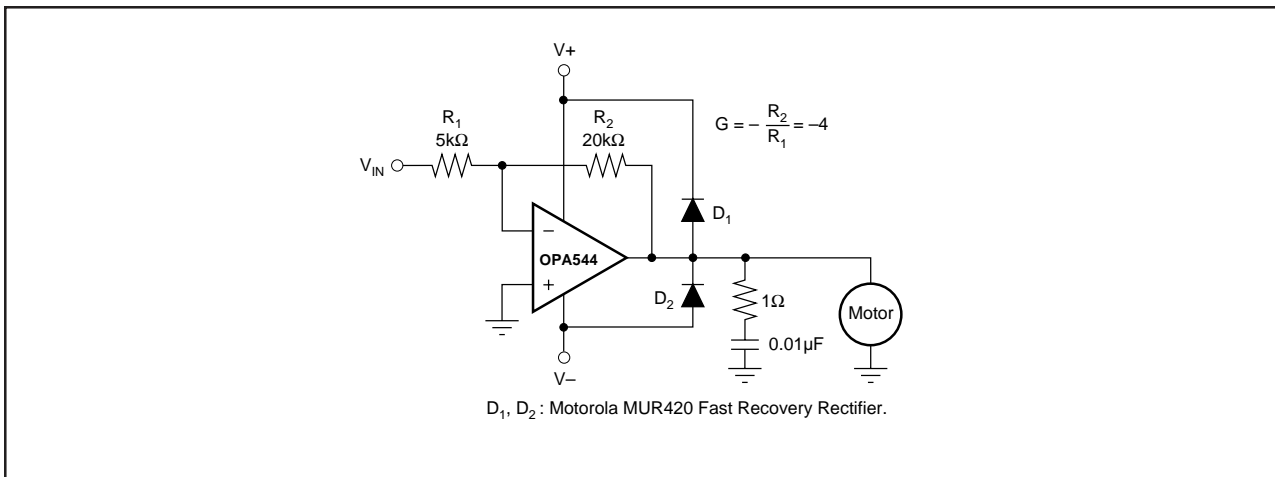 V+
R1
5kΩ
R2
20kΩ
G = – R2 / R1 = –4
VIN
D1
–
OPA544
+
D2
1Ω
Motor
0.01µF
V–
D1, D2 : Motorola MUR420 Fast Recovery Rectifier.